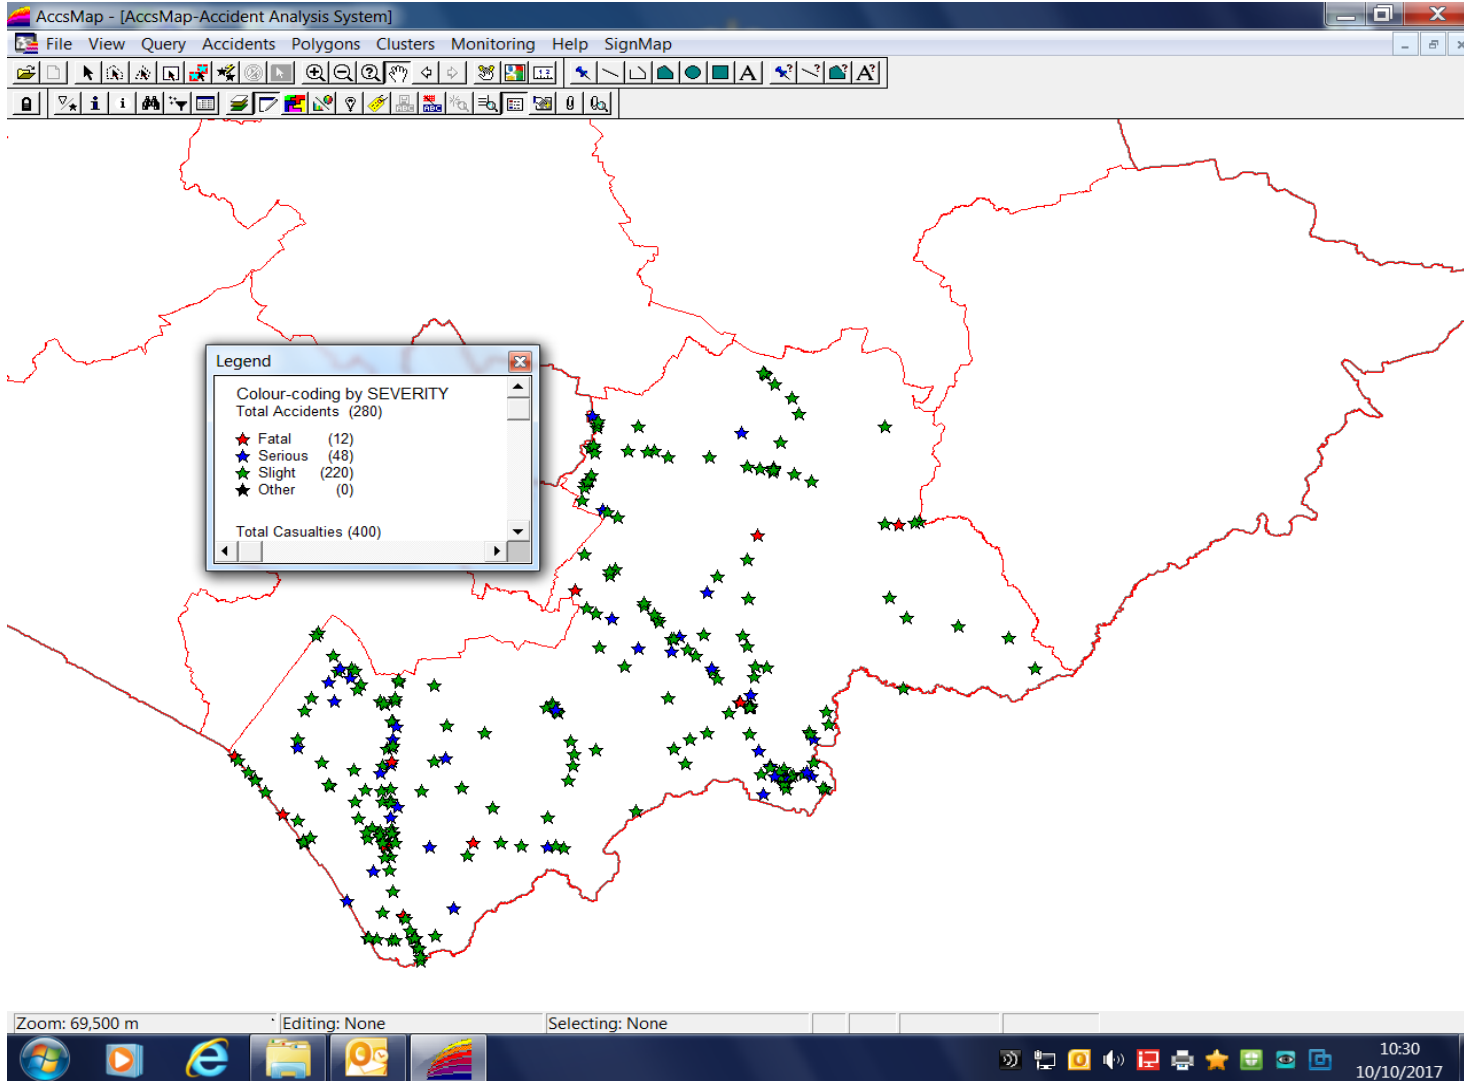 AccsMap - [AccsMap-Accident Analysis System]
File View Query Accidents Polygons Clusters Monitoring Help SignMap
Legend
Colour-coding by SEVERITY
Total Accidents (280)
Fatal (12)
Serious (48)
Slight (220)
Other (0)
Total Casualties (400)
Zoom: 69,500 m
Editing: None
Selecting: None
10:30
10/10/2017